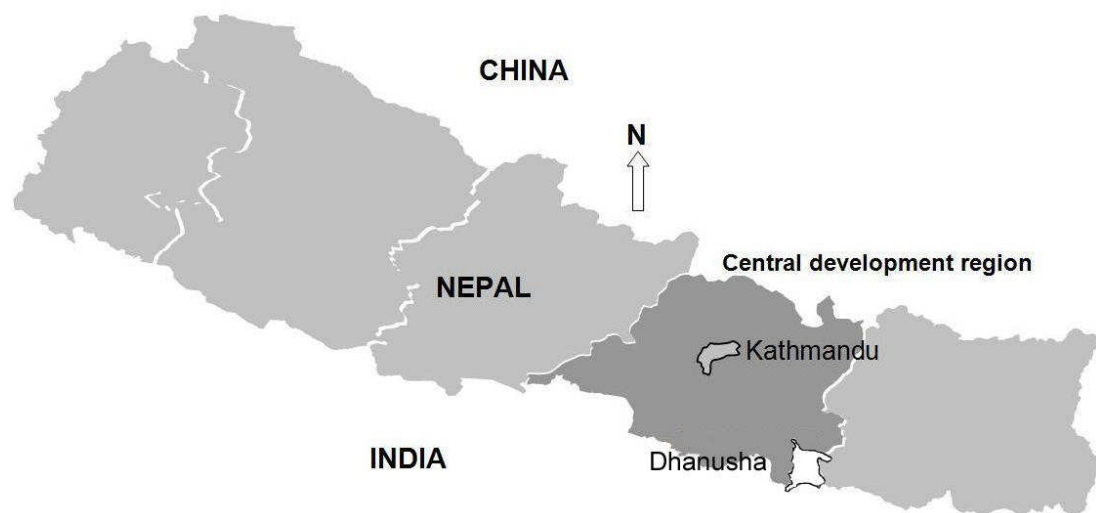 CHINA
N
Central development region
NEPAL
Kathmandu
INDIA
Dhanusha